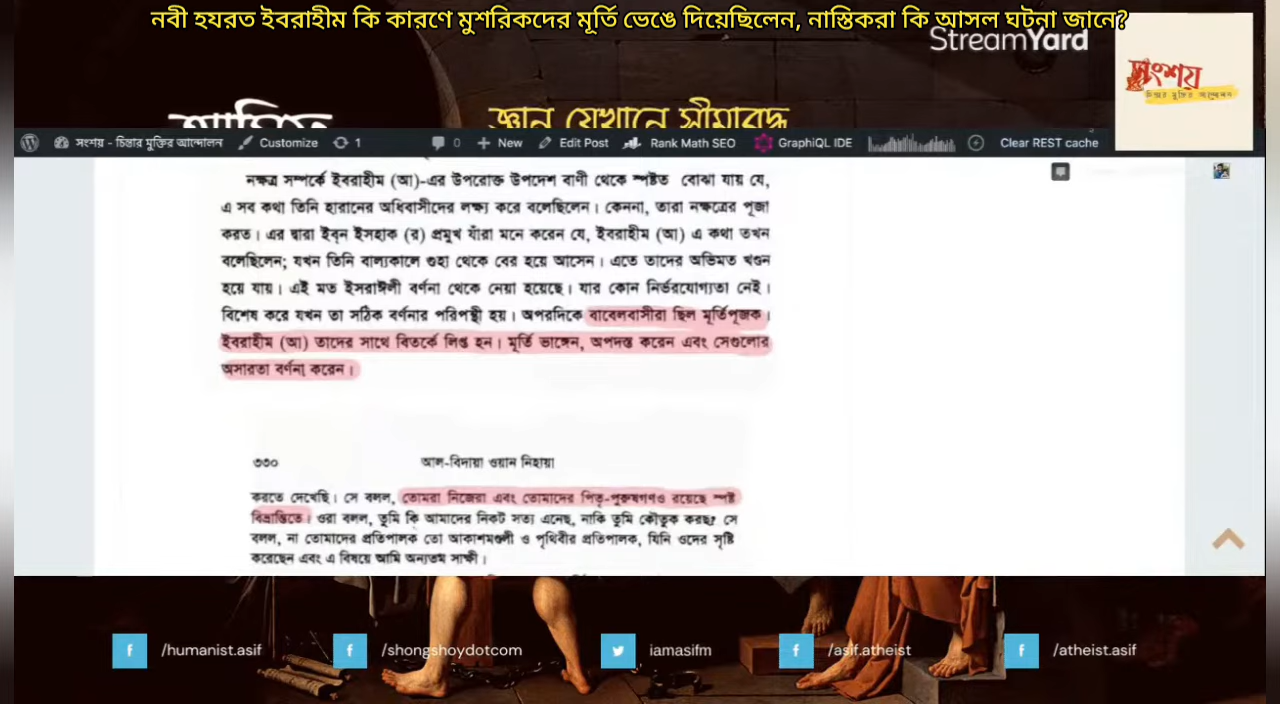 নবী হযরত ইবরাহীম কি কারণে মুশরিকদের মূর্তি ভেঙে দিয়েছিলেন, নাস্তিকরা কি আসল ঘটনা জানে?
StreamYard
সংশয়
চিন্তার মুক্তির আন্দোলন
জ্ঞান যেখানে সীমাবদ্ধ
সংশয় - চিন্তার মুক্তির আন্দোলন Customize 1 0 New Edit Post Rank Math SEO GraphiQL IDE Clear REST cache
নক্ষত্র সম্পর্কে ইবরাহীম (আ)-এর উপরোক্ত উপদেশ বাণী থেকে স্পষ্টত বোঝা যায় যে,
এ সব কথা তিনি হারানের অধিবাসীদের লক্ষ্য করে বলেছিলেন। কেননা, তারা নক্ষত্রের পূজা
করত। এর দ্বারা ইবন ইসহাক (র) প্রমুখ যাঁরা মনে করেন যে, ইবরাহীম (আ) এ কথা তখন
বলেছিলেন; যখন তিনি বাল্যকালে গুহা থেকে বের হয়ে আসেন। এতে তাদের অভিমত খণ্ডন
হয়ে যায়। এই মত ইসরাঈলী বর্ণনা থেকে নেয়া হয়েছে। যার কোন নির্ভরযোগ্যতা নেই।
বিশেষ করে যখন তা সঠিক বর্ণনার পরিপন্থী হয়। অপরদিকে বাবেলবাসীরা ছিল মূর্তিপূজক।
ইবরাহীম (আ) তাদের সাথে বিতর্কে লিপ্ত হন। মূর্তি ভাঙ্গেন, অপদস্ত করেন এবং সেগুলোর
অসারতা বর্ণনা করেন।
৩৩০ আল-বিদায়া ওয়ান নিহায়া
করতে দেখেছি। সে বলল, তোমরা নিজেরা এবং তোমাদের পিতৃ-পুরুষগণও রয়েছে স্পষ্ট
বিভ্রান্তিতে। ওরা বলল, তুমি কি আমাদের নিকট সত্য এনেছ, নাকি তুমি কৌতুক করছ? সে
বলল, না তোমাদের প্রতিপালক তো আকাশমণ্ডলী ও পৃথিবীর প্রতিপালক, যিনি ওদের সৃষ্টি
করেছেন এবং এ বিষয়ে আমি অন্যতম সাক্ষী।
/humanist.asif /shongshoydotcom iamasifm /asif.atheist /atheist.asif